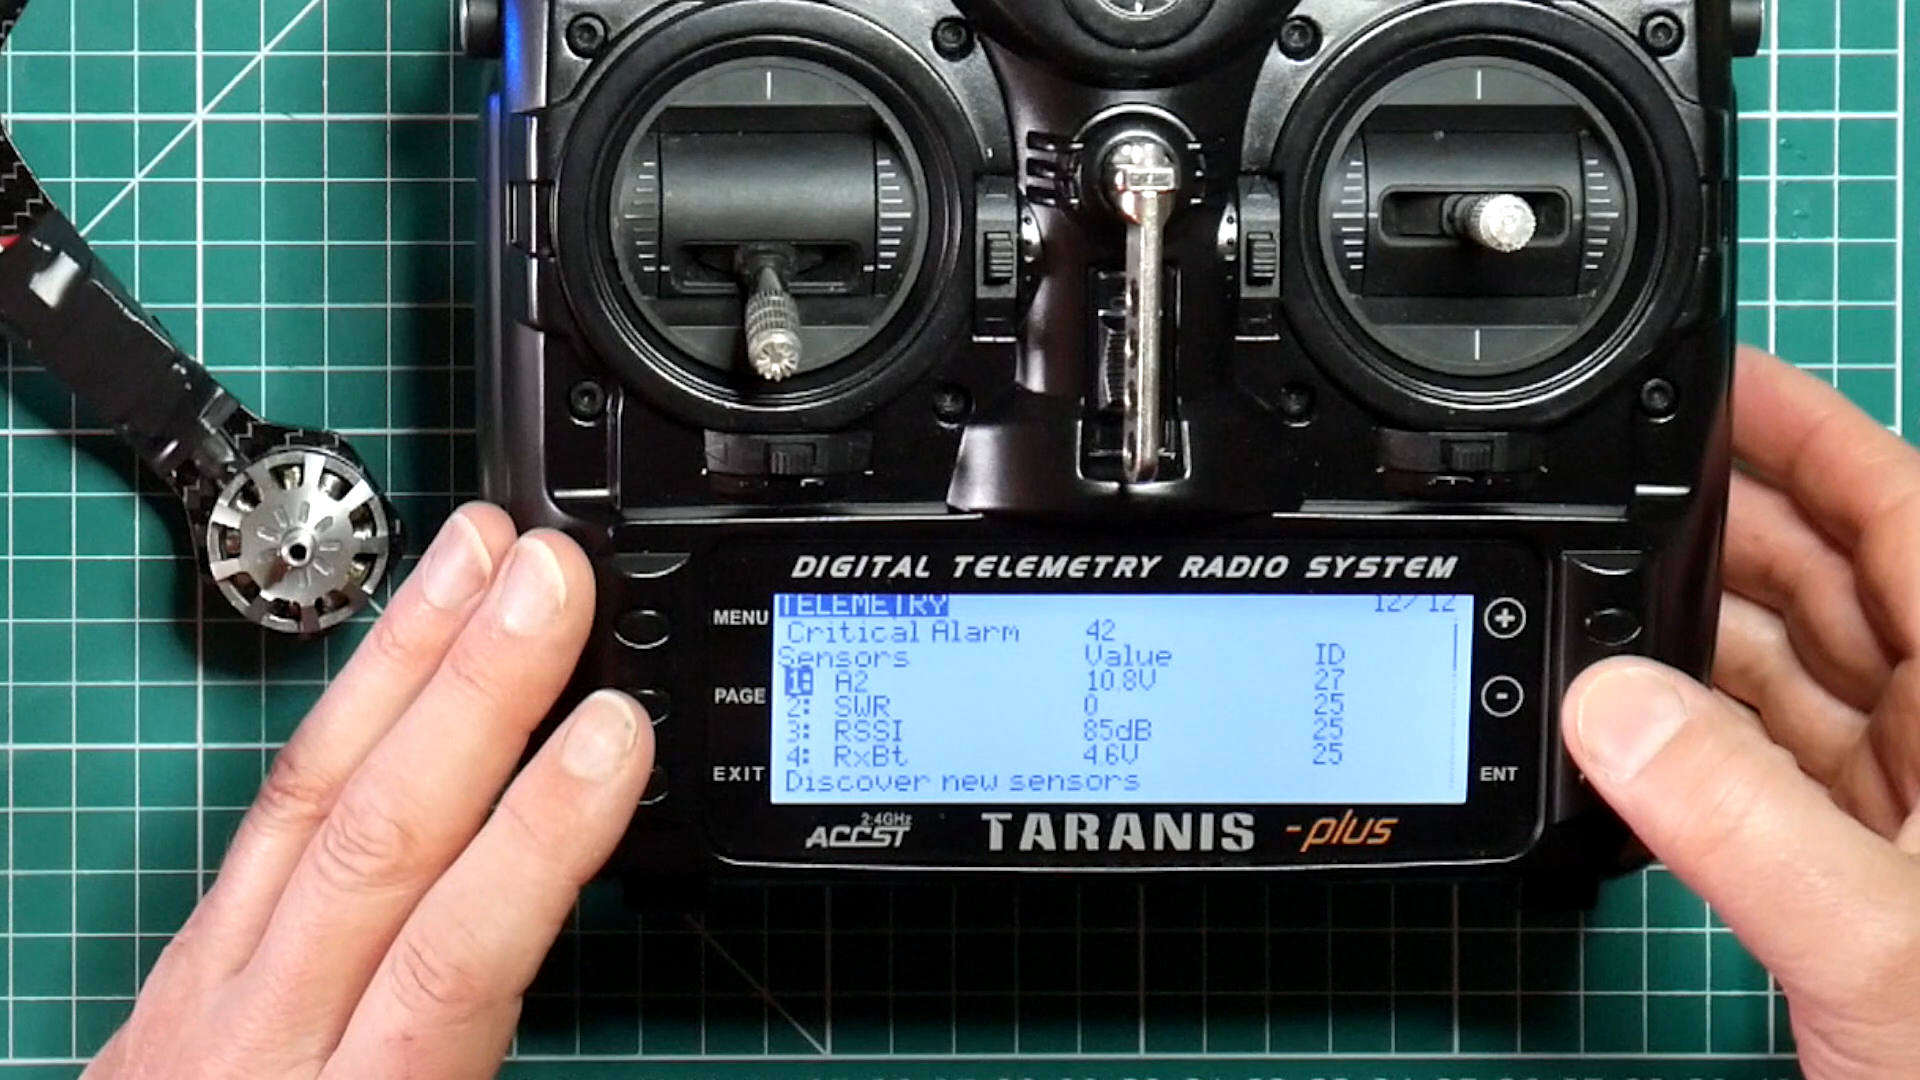 DIGITAL TELEMETRY RADIO SYSTEM
MENU
PAGE
EXIT
TELEMETRY 12/12
Critical Alarm 42
Sensors Value ID
1: A2 10.8V 27
2: SWR 0 25
3: RSSI 85dB 25
4: RxBt 4.6V 25
Discover new sensors
+
-
ENT
2.4GHz
ACCST
TARANIS -plus